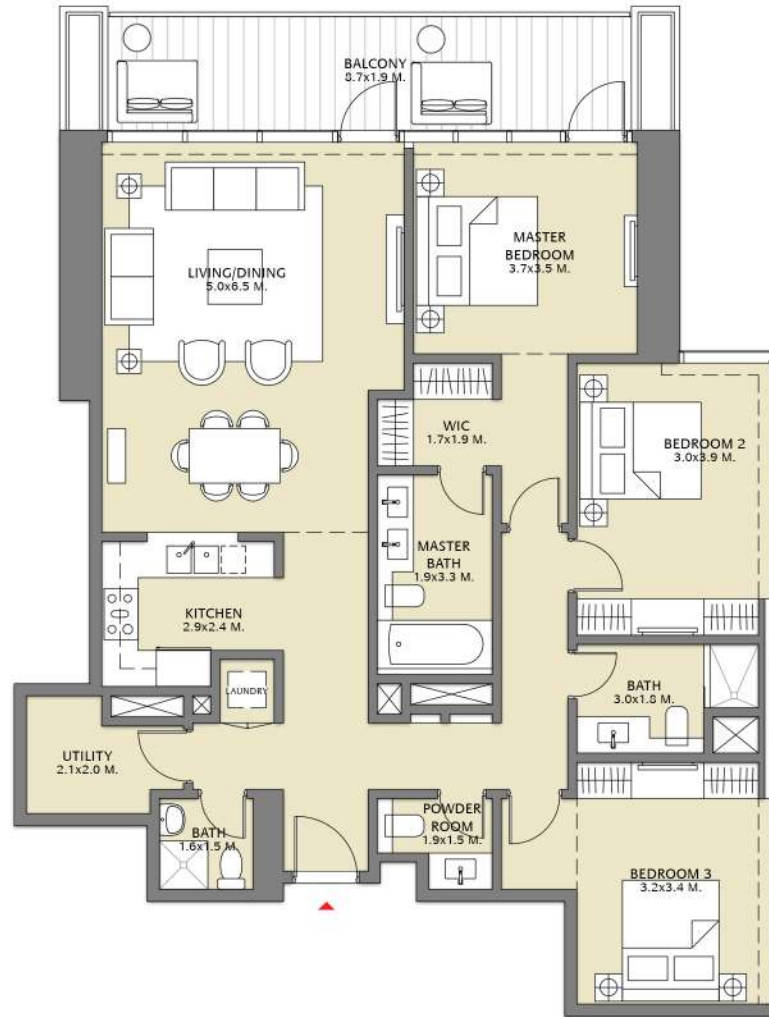 BALCONY
8.7x1.9 M.
MASTER
BEDROOM
3.7x3.5 M.
LIVING/DINING
5.0x6.5 M.
WIC
1.7x1.9 M.
BEDROOM 2
3.0x3.9 M.
MASTER
BATH
1.9x3.3 M.
KITCHEN
2.9x2.4 M.
LAUNDRY
BATH
3.0x1.8 M.
UTILITY
2.1x2.0 M.
BATH
1.6x1.5 M.
POWDER
ROOM
1.9x1.5 M.
BEDROOM 3
3.2x3.4 M.